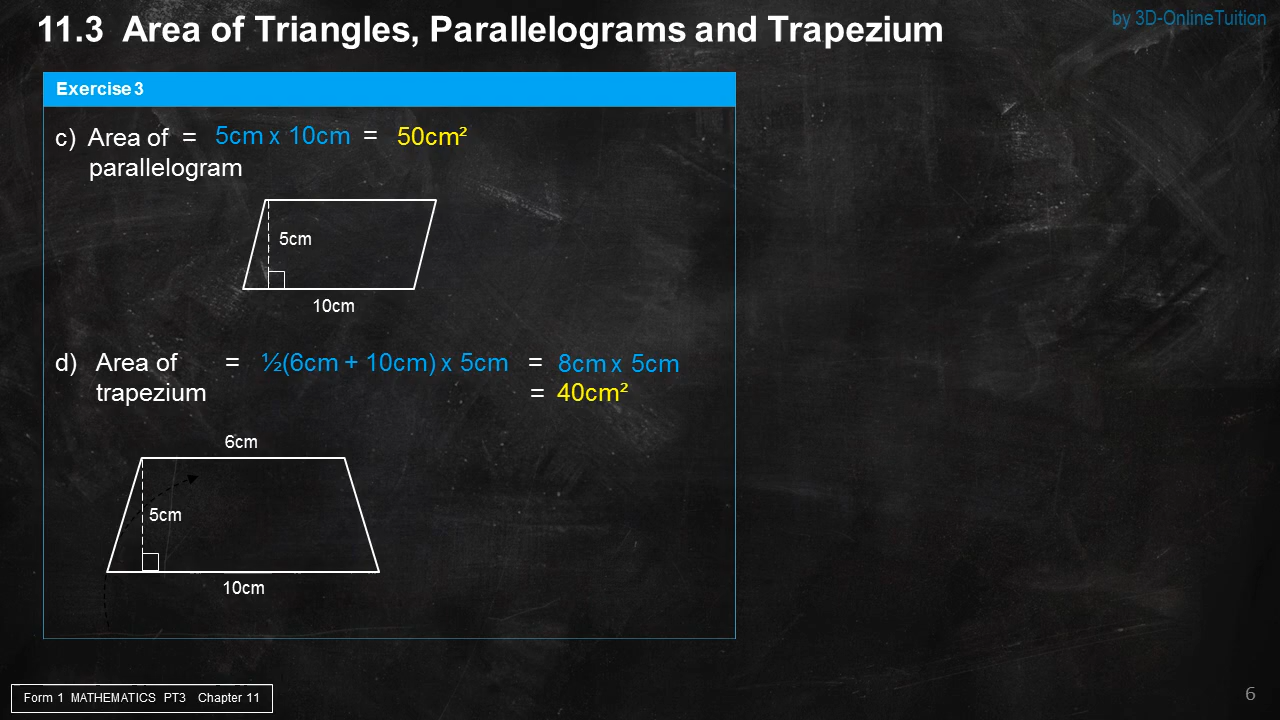 11.3 Area of Triangles, Parallelograms and Trapezium
by 3D-OnlineTuition
Exercise 3
c) Area of = 5cm x 10cm = 50cm²
parallelogram
5cm
10cm
d) Area of = ½(6cm + 10cm) x 5cm = 8cm x 5cm
trapezium = 40cm²
6cm
5cm
10cm
Form 1 MATHEMATICS PT3 Chapter 11
6